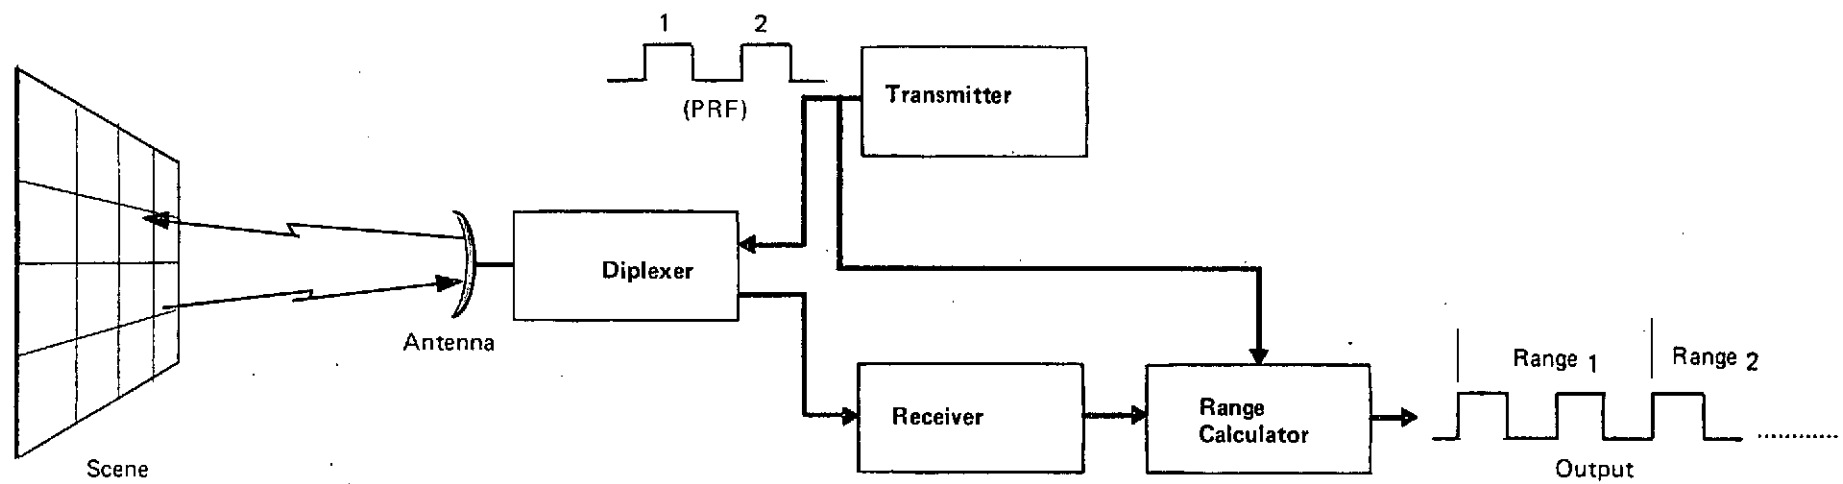 1 2
(PRF)
Transmitter
Diplexer
Antenna
Scene
Receiver
Range
Calculator
Range 1 Range 2
Output